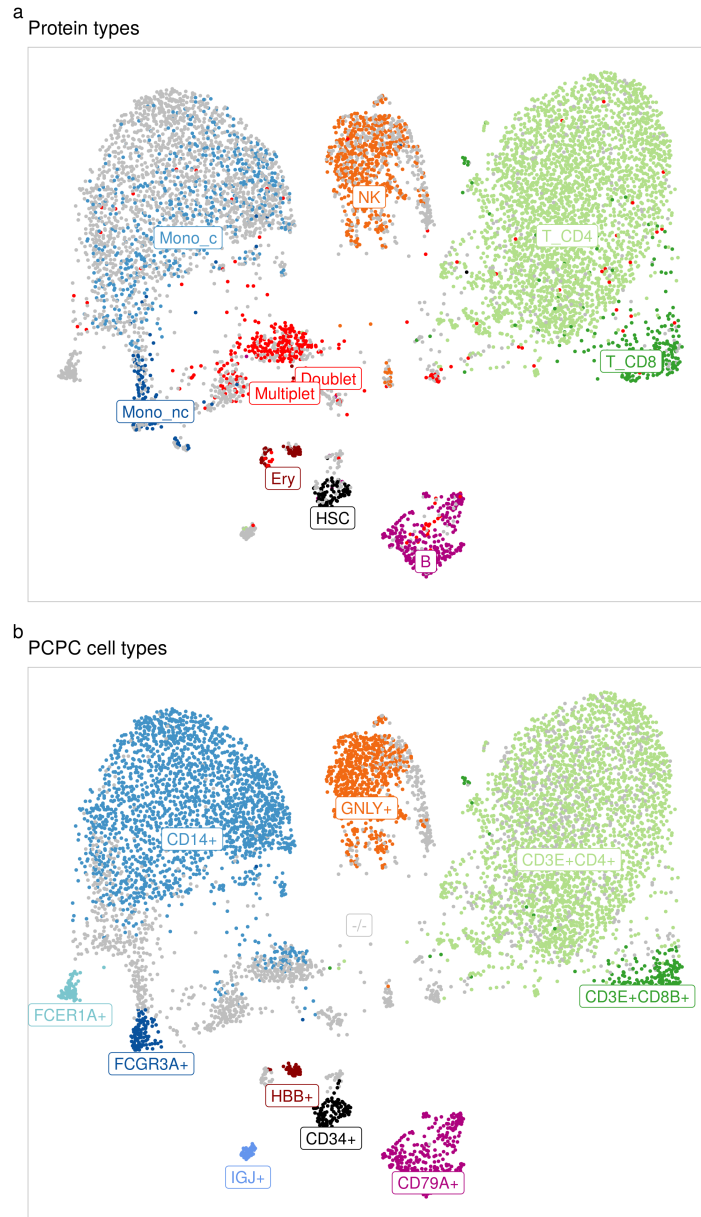 a
Protein types
NK
Mono_c
T_CD4
T_CD8
Doublet
Multiplet
Mono_nc
Ery
HSC
B
b
PCPC cell types
GNLY+
CD14+
CD3E+CD4+
-/-
CD3E+CD8B+
FCER1A+
FCGR3A+
HBB+
CD34+
IGJ+
CD79A+